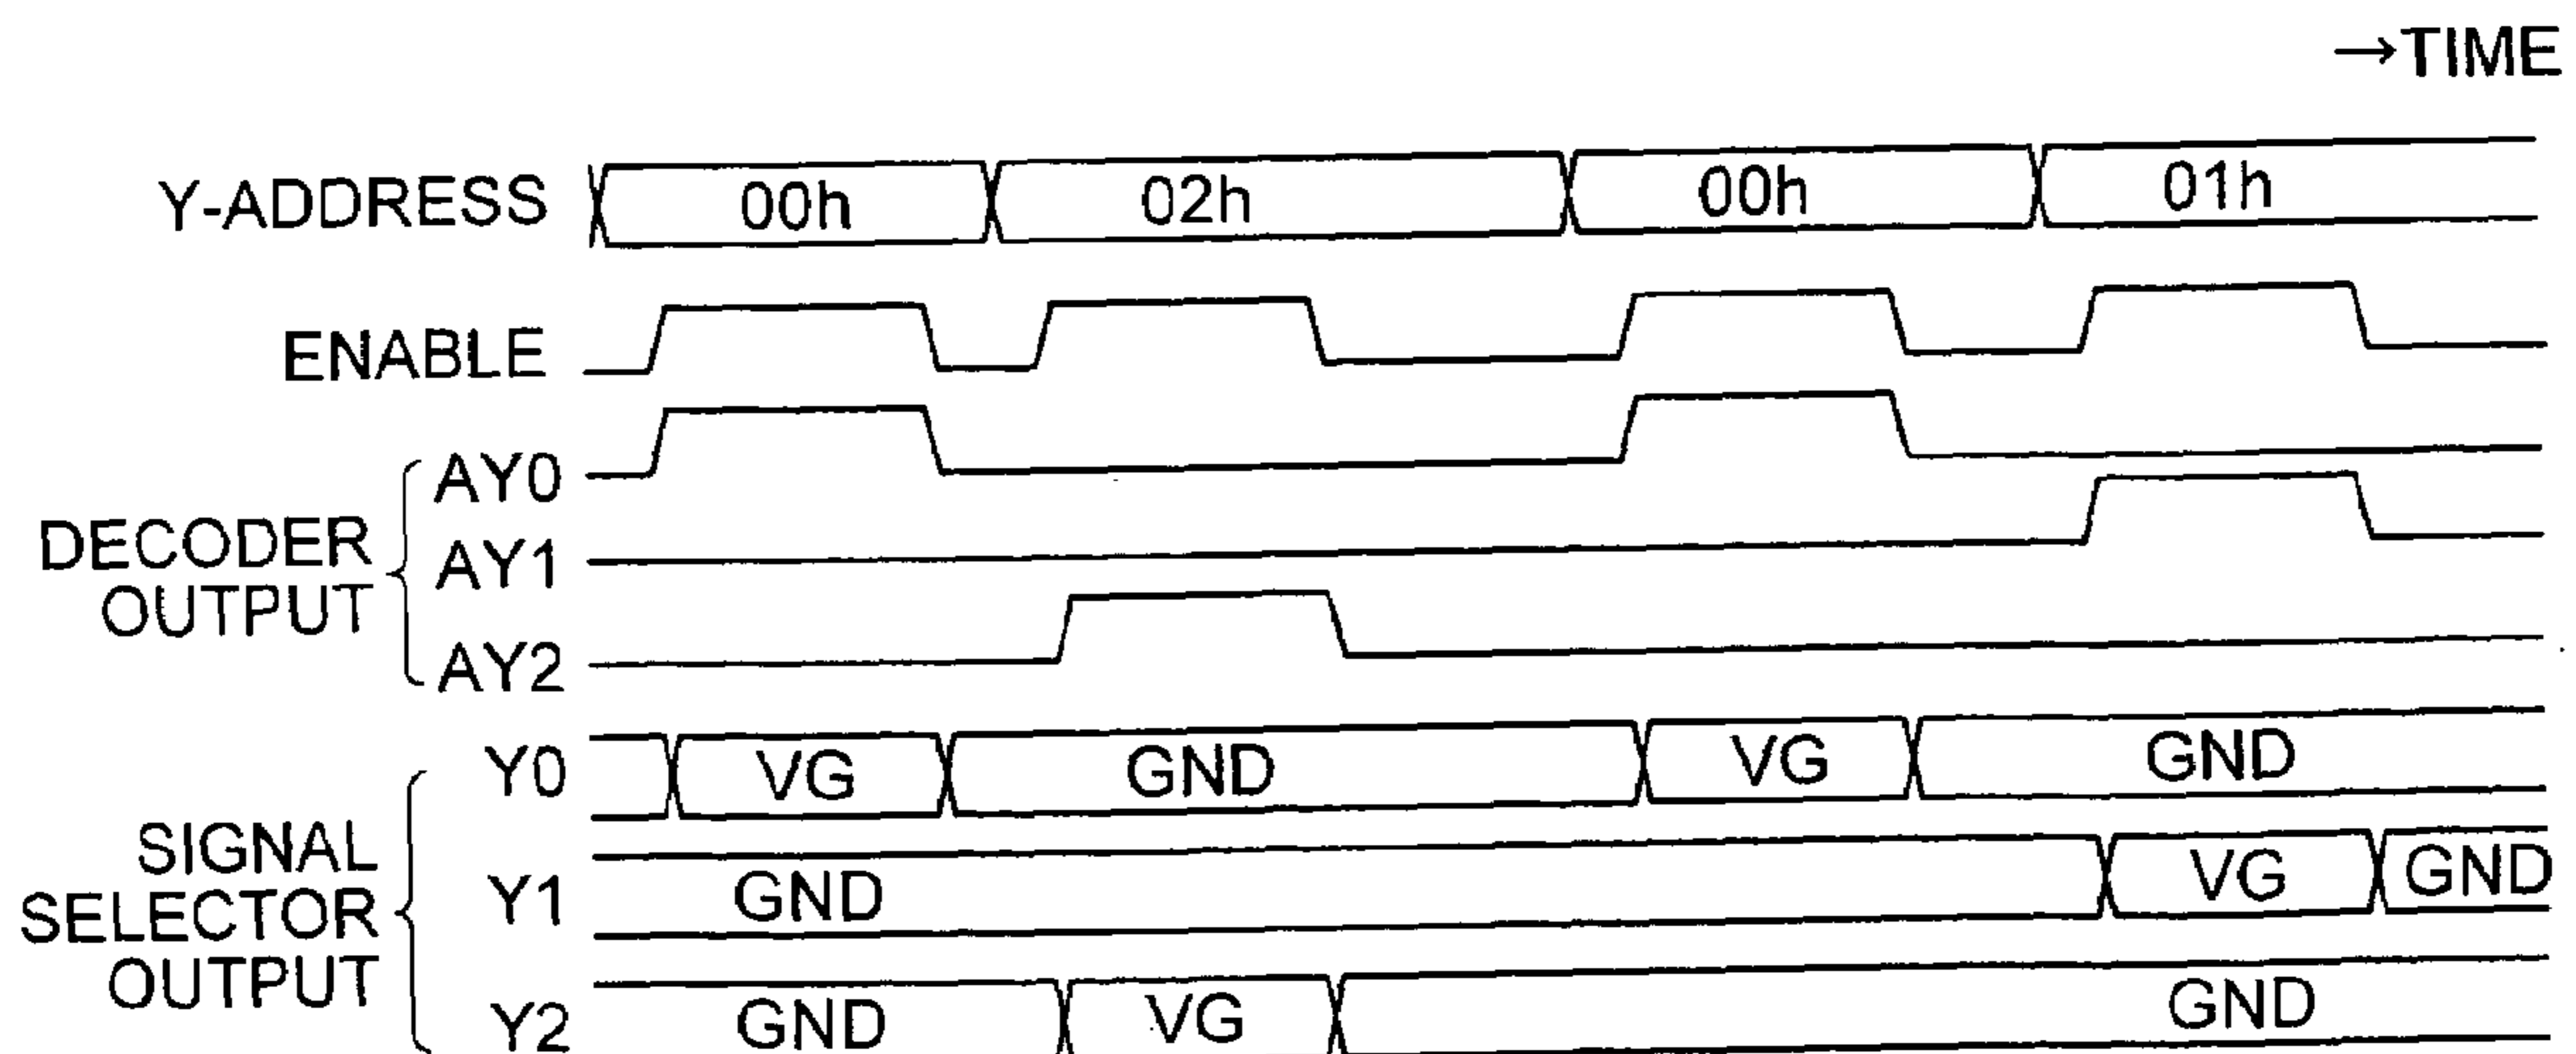 →TIME
Y-ADDRESS 00h 02h 00h 01h
ENABLE
DECODER
OUTPUT
AY0
AY1
AY2
SIGNAL
SELECTOR
OUTPUT
Y0 VG GND VG GND
Y1 GND VG GND
Y2 GND VG GND